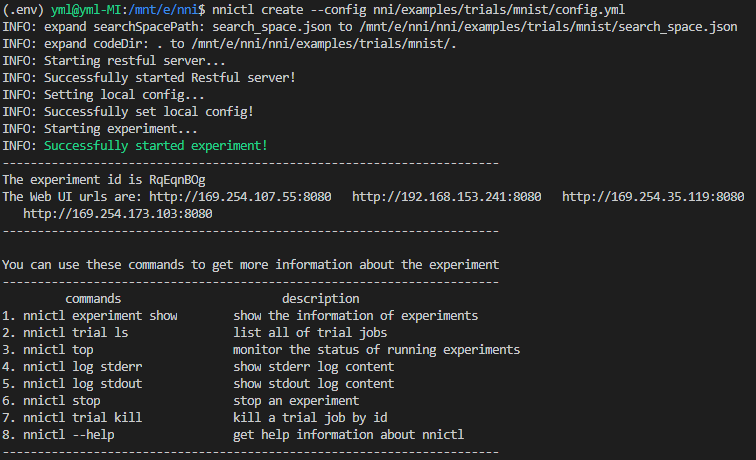 (.env) yml@yml-MI:/mnt/e/nni$ nnictl create --config nni/examples/trials/mnist/config.yml
INFO: expand searchSpacePath: search_space.json to /mnt/e/nni/nni/examples/trials/mnist/search_space.json
INFO: expand codeDir: . to /mnt/e/nni/nni/examples/trials/mnist/.
INFO: Starting restful server...
INFO: Successfully started Restful server!
INFO: Setting local config...
INFO: Successfully set local config!
INFO: Starting experiment...
INFO: Successfully started experiment!
-----------------------------------------------------------------------
The experiment id is RqEqnBOg
The Web UI urls are: http://169.254.107.55:8080   http://192.168.153.241:8080   http://169.254.35.119:8080
   http://169.254.173.103:8080
-----------------------------------------------------------------------
You can use these commands to get more information about the experiment
-----------------------------------------------------------------------
         commands                       description
1. nnictl experiment show        show the information of experiments
2. nnictl trial ls               list all of trial jobs
3. nnictl top                    monitor the status of running experiments
4. nnictl log stderr             show stderr log content
5. nnictl log stdout             show stdout log content
6. nnictl stop                   stop an experiment
7. nnictl trial kill             kill a trial job by id
8. nnictl --help                 get help information about nnictl
-----------------------------------------------------------------------